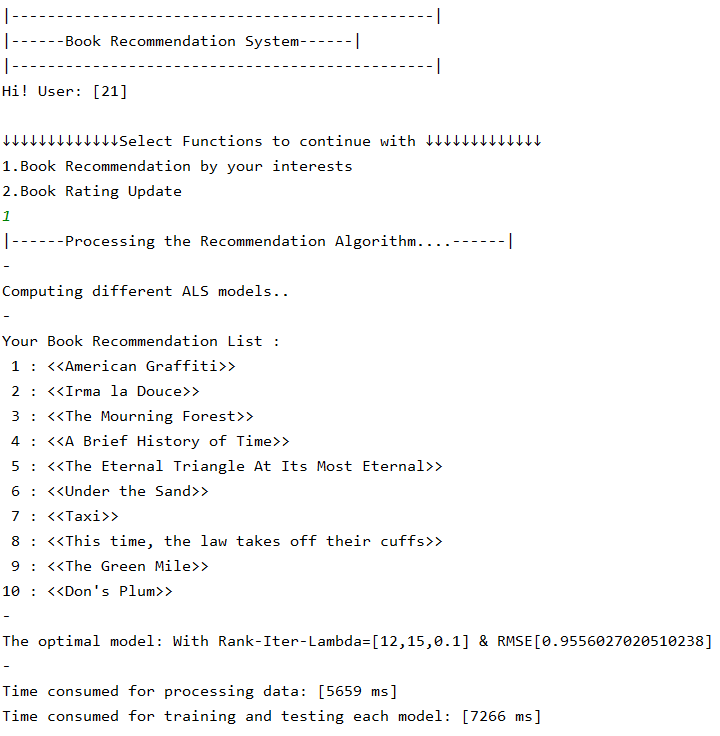 |-----------------------------------------------|
|------Book Recommendation System------|
|-----------------------------------------------|
Hi! User: [21]
↓↓↓↓↓↓↓↓↓↓↓↓↓Select Functions to continue with ↓↓↓↓↓↓↓↓↓↓↓↓↓
1.Book Recommendation by your interests
2.Book Rating Update
1
|------Processing the Recommendation Algorithm....------|
-
Computing different ALS models..
-
Your Book Recommendation List :
 1 : <<American Graffiti>>
 2 : <<Irma la Douce>>
 3 : <<The Mourning Forest>>
 4 : <<A Brief History of Time>>
 5 : <<The Eternal Triangle At Its Most Eternal>>
 6 : <<Under the Sand>>
 7 : <<Taxi>>
 8 : <<This time, the law takes off their cuffs>>
 9 : <<The Green Mile>>
10 : <<Don's Plum>>
-
The optimal model: With Rank-Iter-Lambda=[12,15,0.1] & RMSE[0.9556027020510238]
-
Time consumed for processing data: [5659 ms]
Time consumed for training and testing each model: [7266 ms]